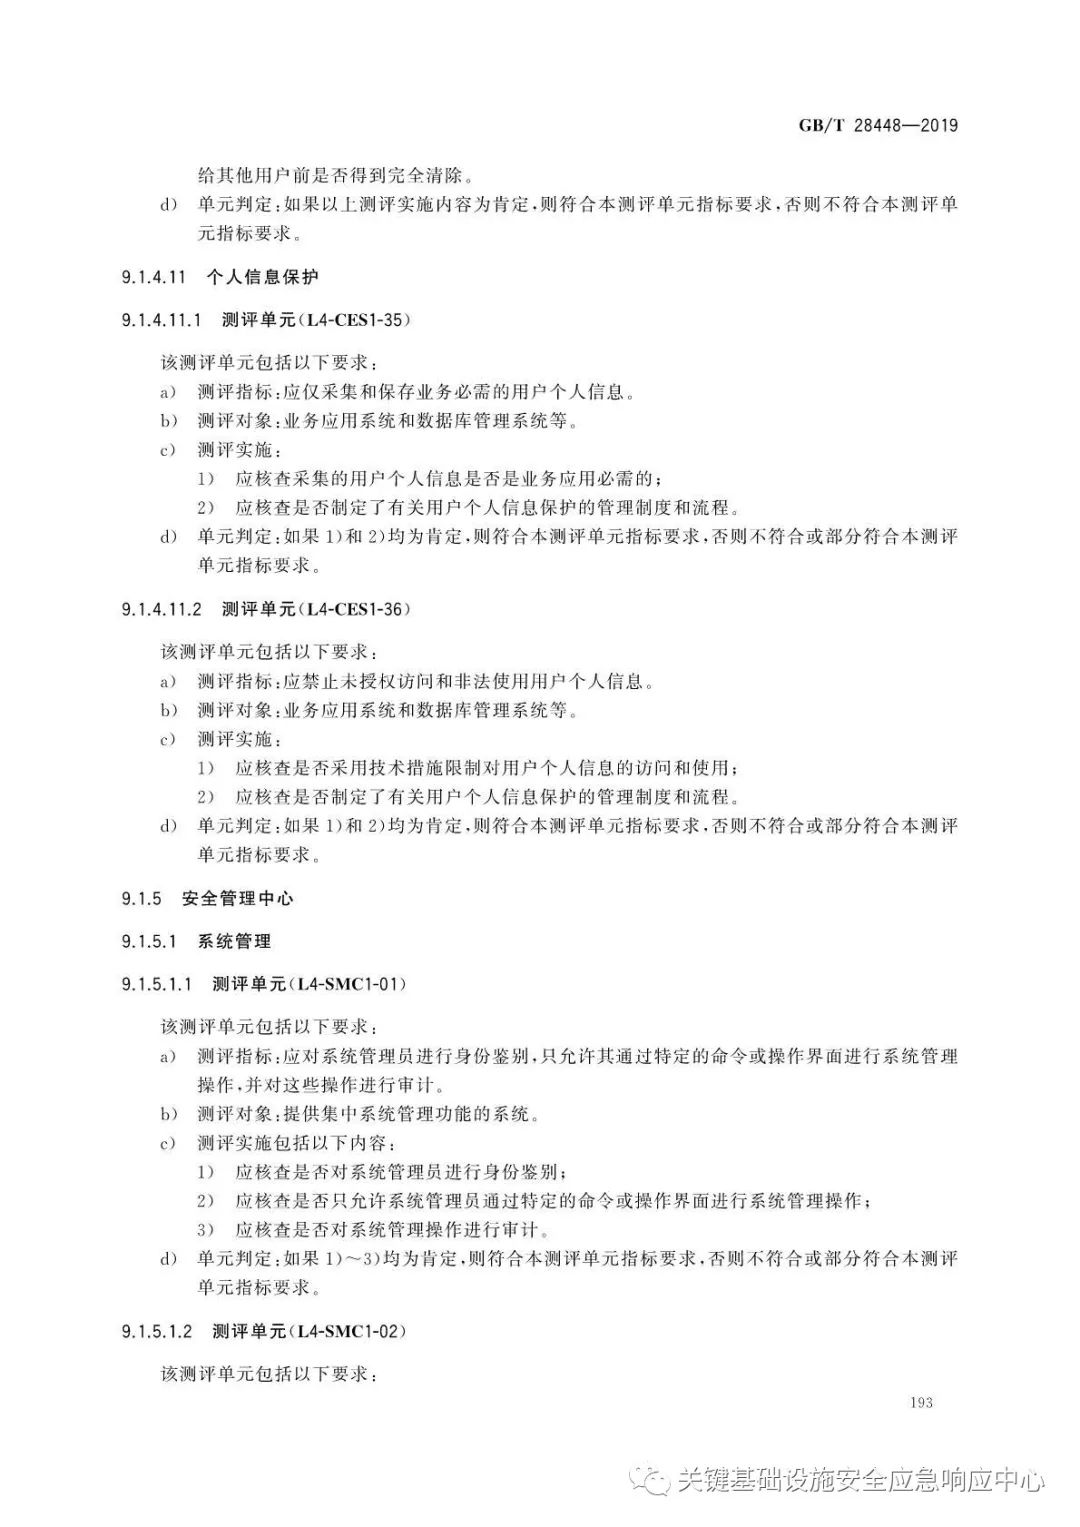 GB/T 28448—2019
给其他用户前是否得到完全清除。
d) 单元判定:如果以上测评实施内容为肯定,则符合本测评单元指标要求,否则不符合本测评单
元指标要求。
9.1.4.11 个人信息保护
9.1.4.11.1 测评单元(L4-CES1-35)
该测评单元包括以下要求:
a) 测评指标:应仅采集和保存业务必需的用户个人信息。
b) 测评对象:业务应用系统和数据库管理系统等。
c) 测评实施:
1) 应核查采集的用户个人信息是否是业务应用必需的;
2) 应核查是否制定了有关用户个人信息保护的管理制度和流程。
d) 单元判定:如果1)和2)均为肯定,则符合本测评单元指标要求,否则不符合或部分符合本测评
单元指标要求。
9.1.4.11.2 测评单元(L4-CES1-36)
该测评单元包括以下要求:
a) 测评指标:应禁止未授权访问和非法使用用户个人信息。
b) 测评对象:业务应用系统和数据库管理系统等。
c) 测评实施:
1) 应核查是否采用技术措施限制对用户个人信息的访问和使用;
2) 应核查是否制定了有关用户个人信息保护的管理制度和流程。
d) 单元判定:如果1)和2)均为肯定,则符合本测评单元指标要求,否则不符合或部分符合本测评
单元指标要求。
9.1.5 安全管理中心
9.1.5.1 系统管理
9.1.5.1.1 测评单元(L4-SMC1-01)
该测评单元包括以下要求:
a) 测评指标:应对系统管理员进行身份鉴别,只允许其通过特定的命令或操作界面进行系统管理
操作,并对这些操作进行审计。
b) 测评对象:提供集中系统管理功能的系统。
c) 测评实施包括以下内容:
1) 应核查是否对系统管理员进行身份鉴别;
2) 应核查是否只允许系统管理员通过特定的命令或操作界面进行系统管理操作;
3) 应核查是否对系统管理操作进行审计。
d) 单元判定:如果1)~3)均为肯定,则符合本测评单元指标要求,否则不符合或部分符合本测评
单元指标要求。
9.1.5.1.2 测评单元(L4-SMC1-02)
该测评单元包括以下要求:
193
关键基础设施安全应急响应中心